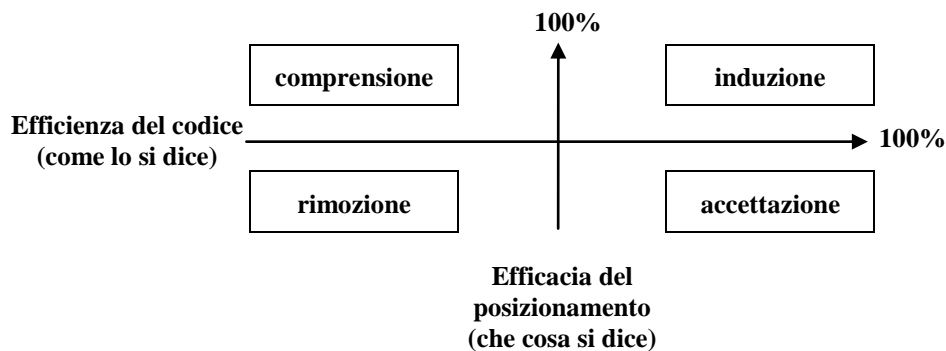 100%
comprensione
induzione
Efficienza del codice
(come lo si dice)
100%
rimozione
accettazione
Efficacia del
posizionamento
(che cosa si dice)